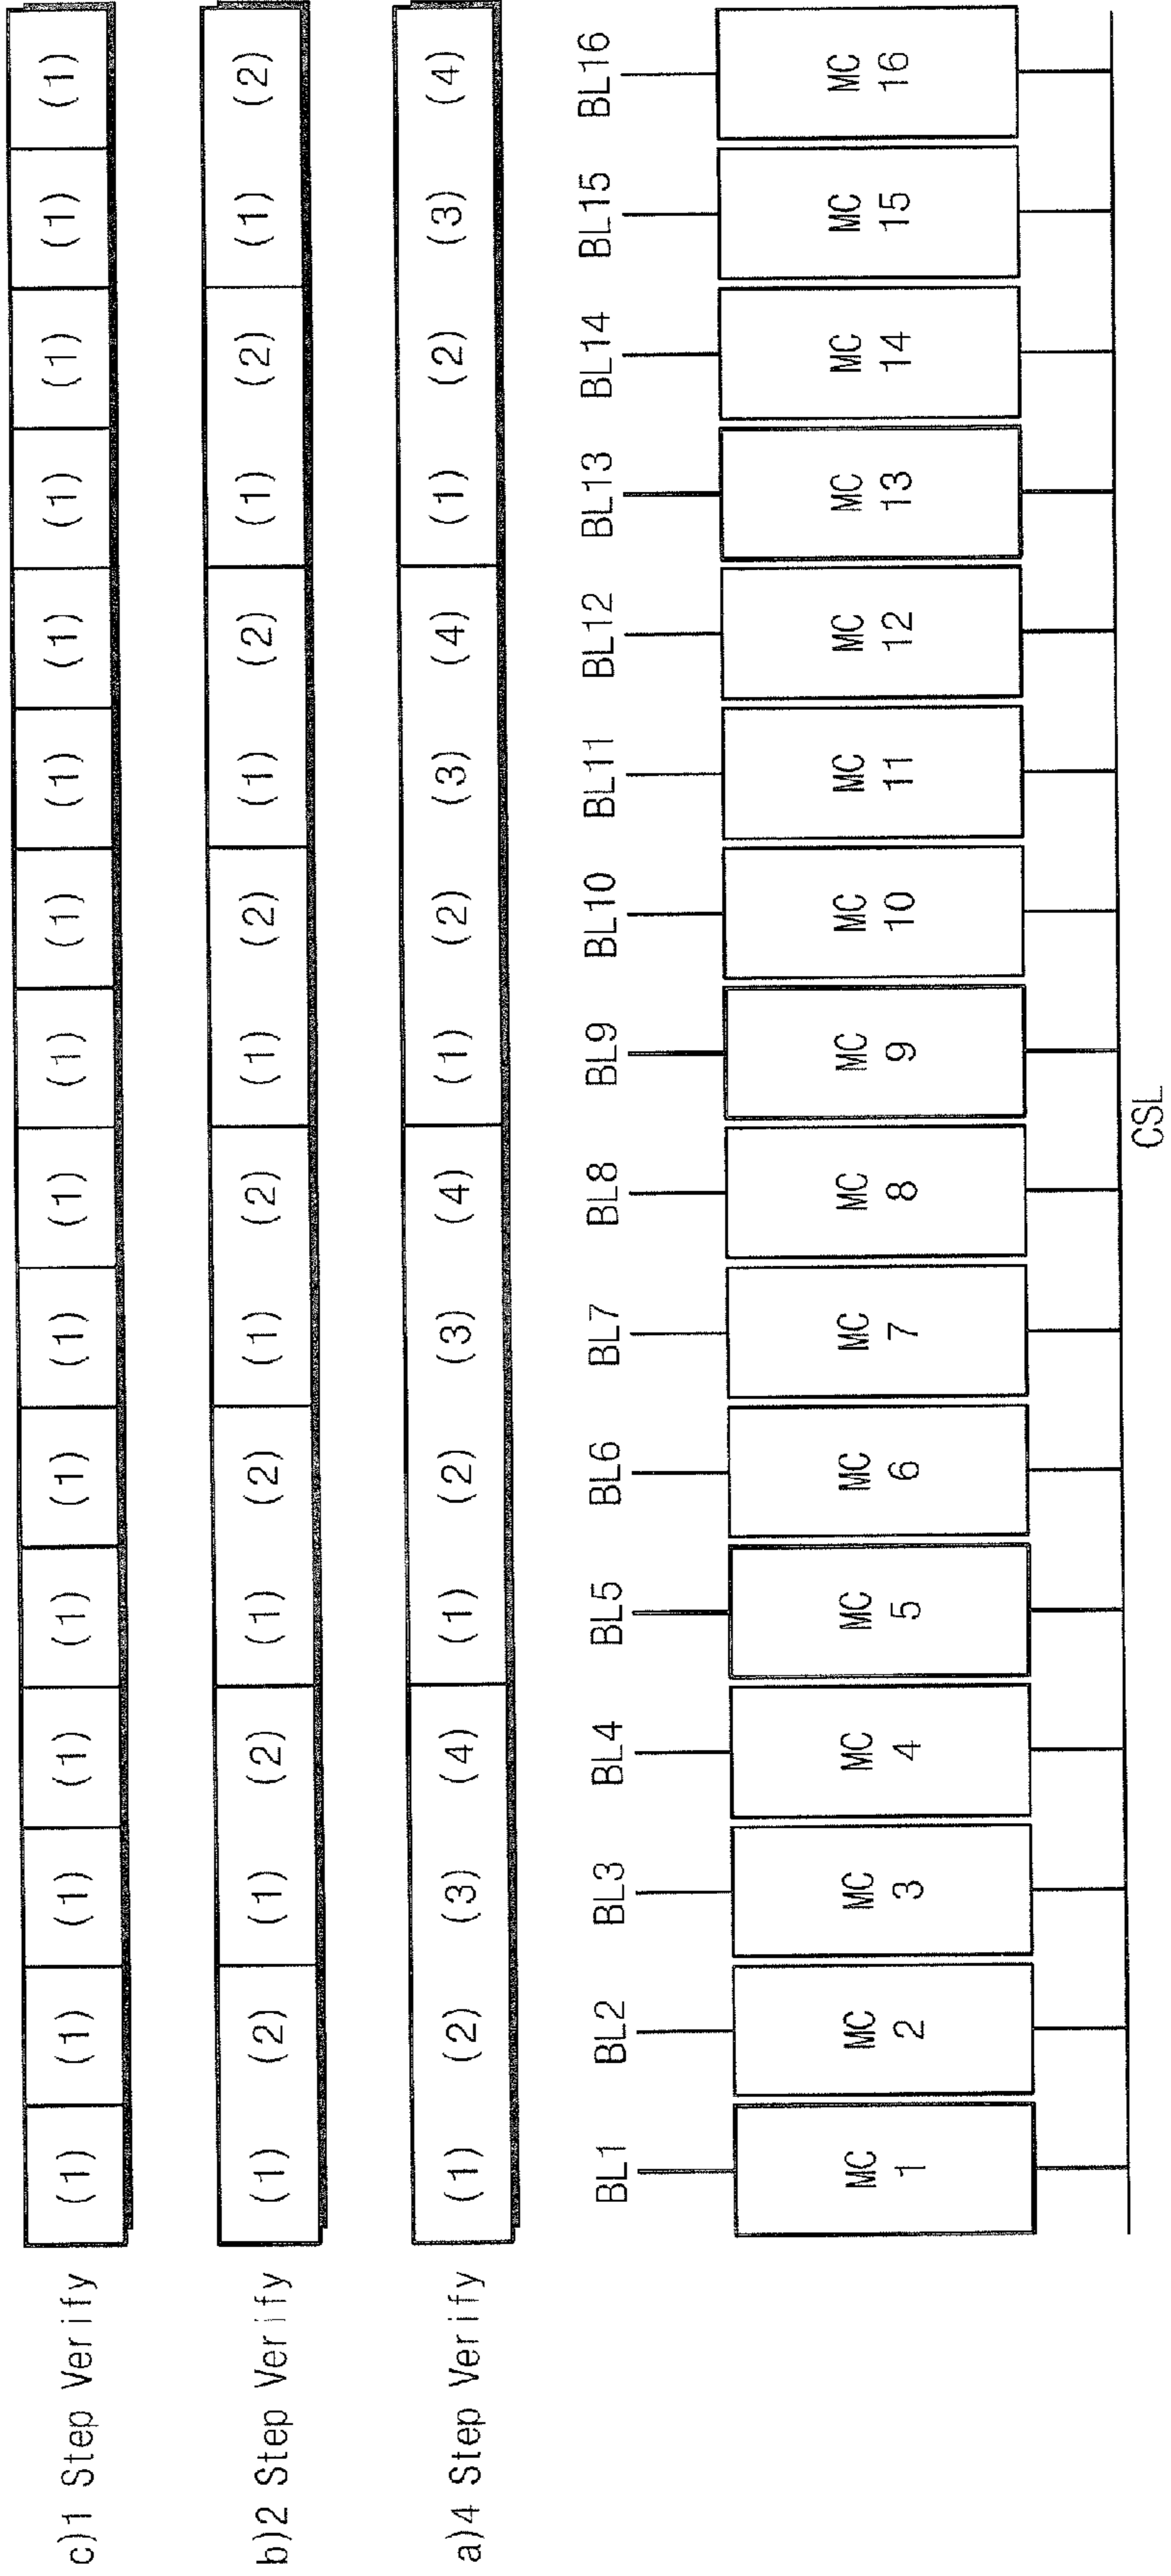 c)1 Step Verify (1) (1) (1) (1) (1) (1) (1) (1) (1) (1) (1) (1) (1) (1) (1) (1)
b)2 Step Verify (1) (2) (1) (2) (1) (2) (1) (2) (1) (2) (1) (2) (1) (2) (1) (2)
a)4 Step Verify (1) (2) (3) (4) (1) (2) (3) (4) (1) (2) (3) (4) (1) (2) (3) (4)
BL1 BL2 BL3 BL4 BL5 BL6 BL7 BL8 BL9 BL10 BL11 BL12 BL13 BL14 BL15 BL16
MC MC MC MC MC MC MC MC MC MC MC MC MC MC MC MC
1 2 3 4 5 6 7 8 9 10 11 12 13 14 15 16
CSL